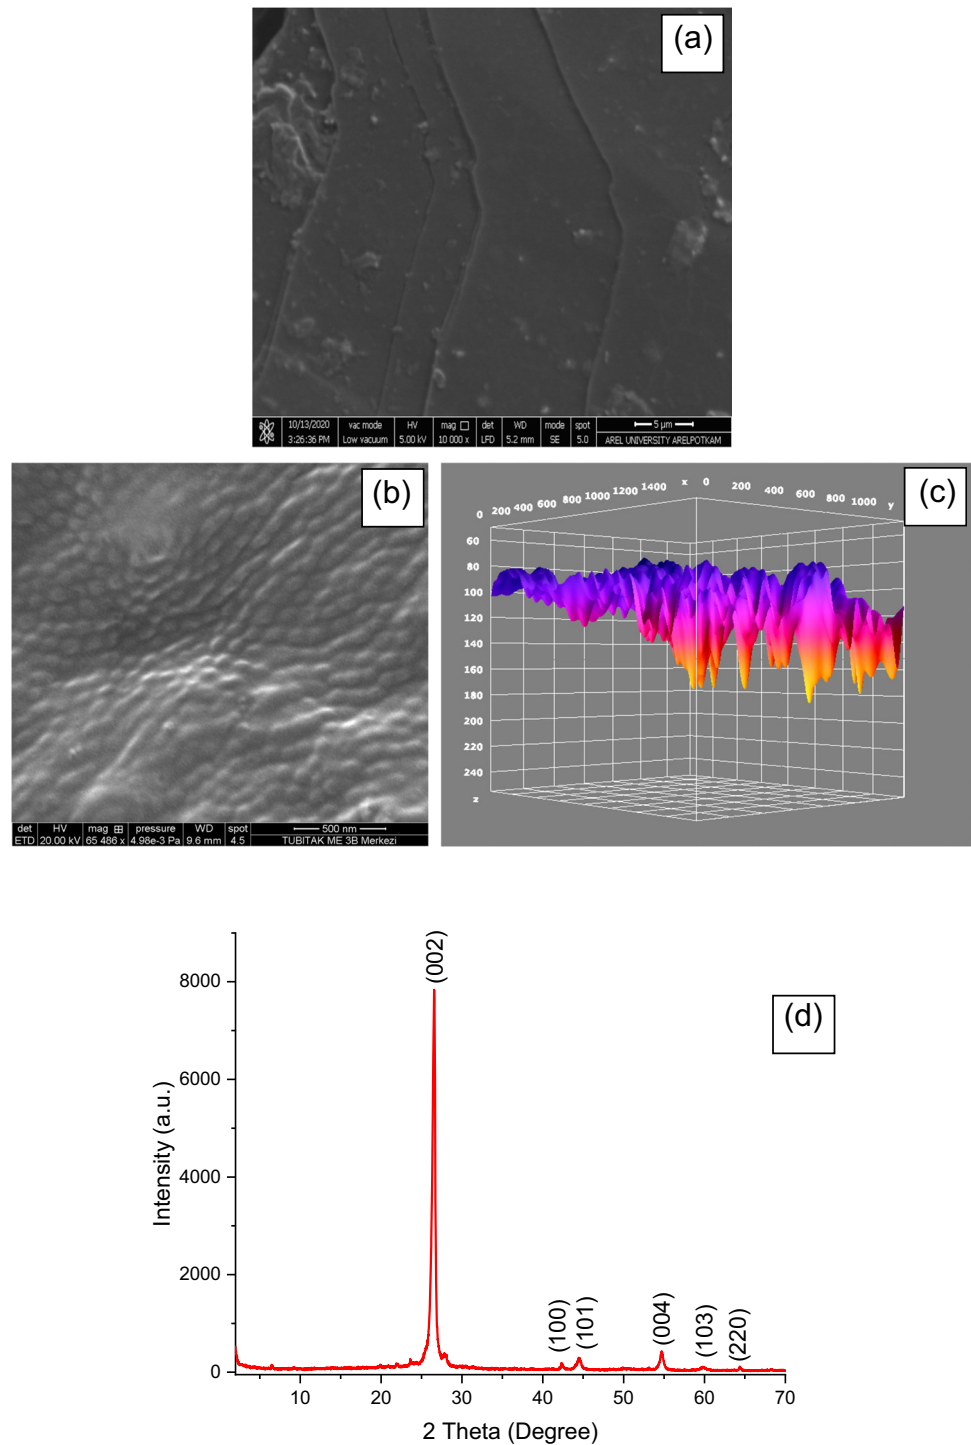 (a)
10/13/2020 vac mode HV mag det WD mode spot 5 µm
3:26:36 PM Low vacuum 5.00 kV 10 000 x LFD 5.2 mm SE 5.0 AREL UNIVERSITY ARELPOTKAM
(b)
det HV mag pressure WD spot 500 nm
ETD 20.00 kV 65 486 x 4.98e-3 Pa 9.6 mm 4.5 TUBITAK ME 3B Merkezi
(c)
0 200 400 600 800 1000 1200 1400 x 0 200 400 600 800 1000 y
60
80
100
120
140
160
180
200
220
240
z
(d)
(002)
(100) (101) (004) (103) (220)
8000
6000
4000
2000
0
Intensity (a.u.)
10 20 30 40 50 60 70
2 Theta (Degree)